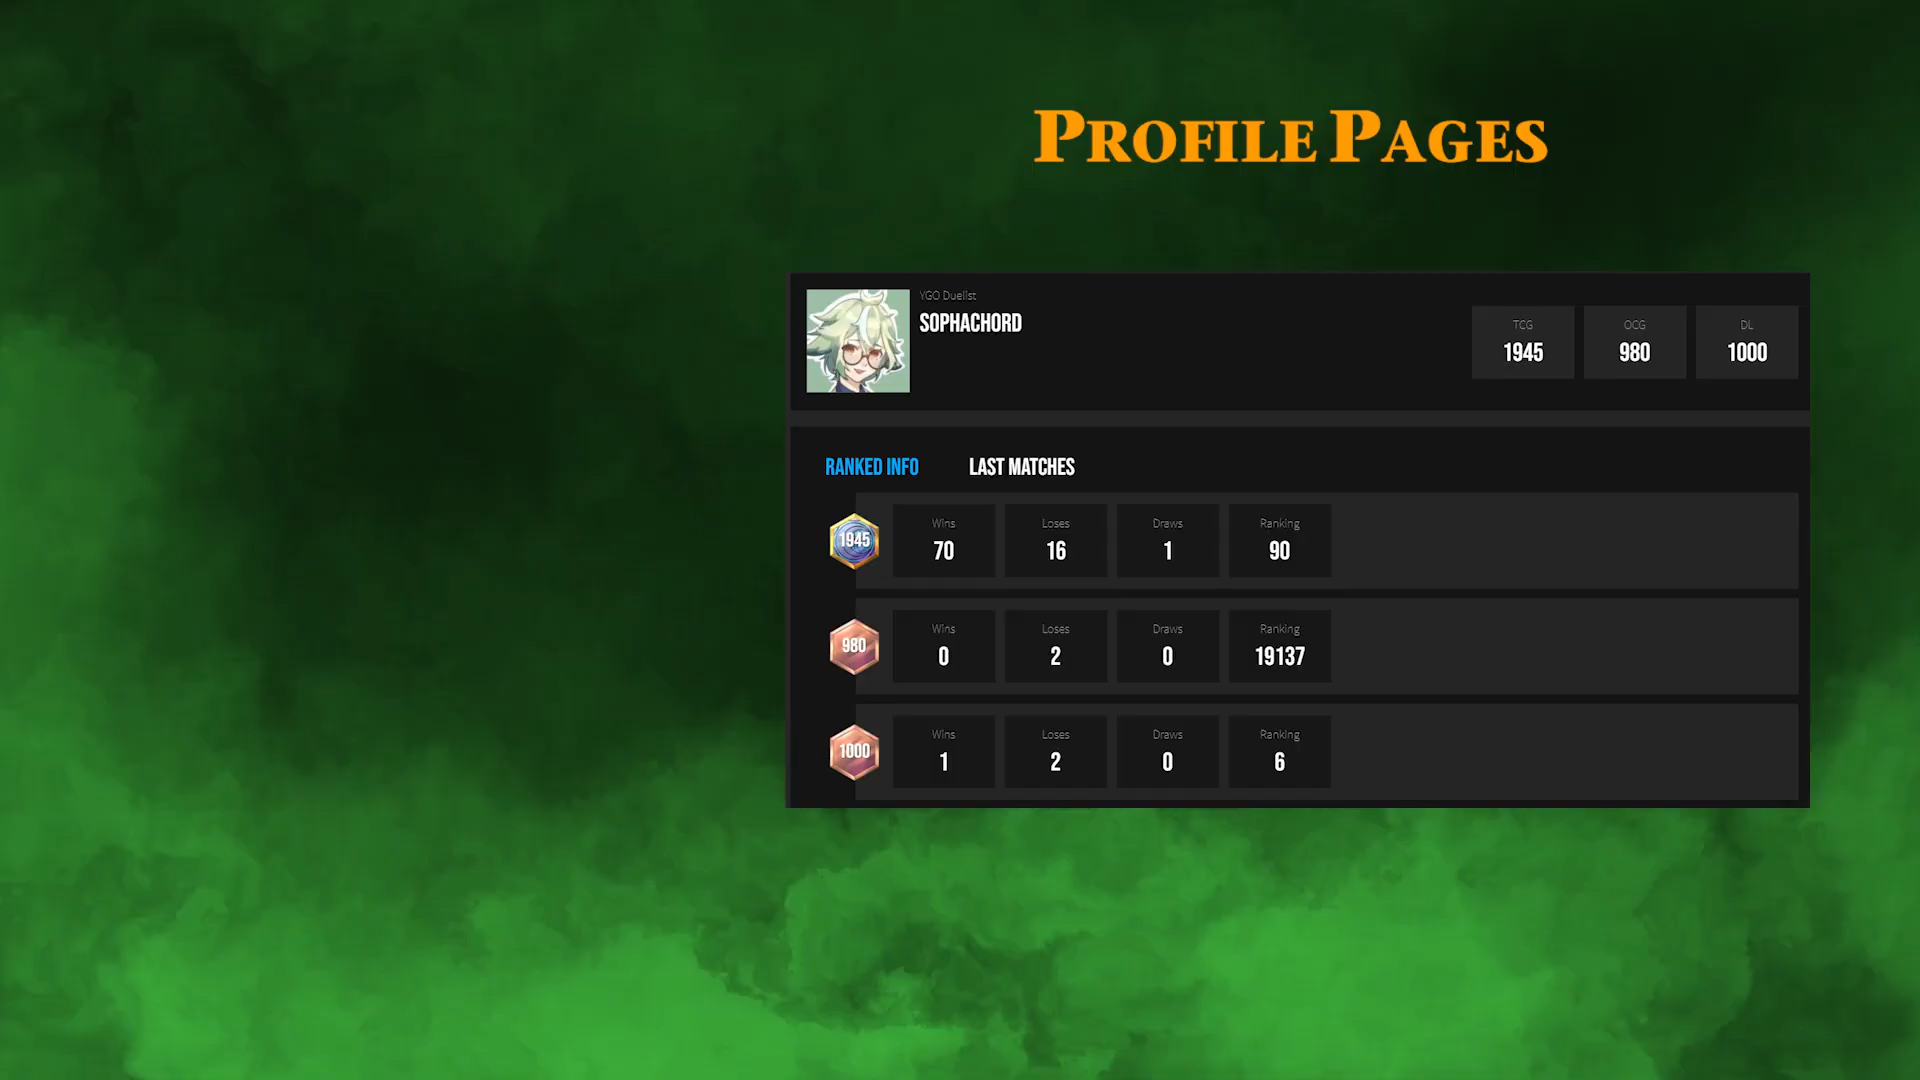 PROFILE PAGES
YGO Duelist
SOPHACHORD
TCG OCG DL
1945 980 1000
RANKED INFO LAST MATCHES
Wins Loses Draws Ranking
1945 70 16 1 90
Wins Loses Draws Ranking
980 0 2 0 19137
Wins Loses Draws Ranking
1000 1 2 0 6